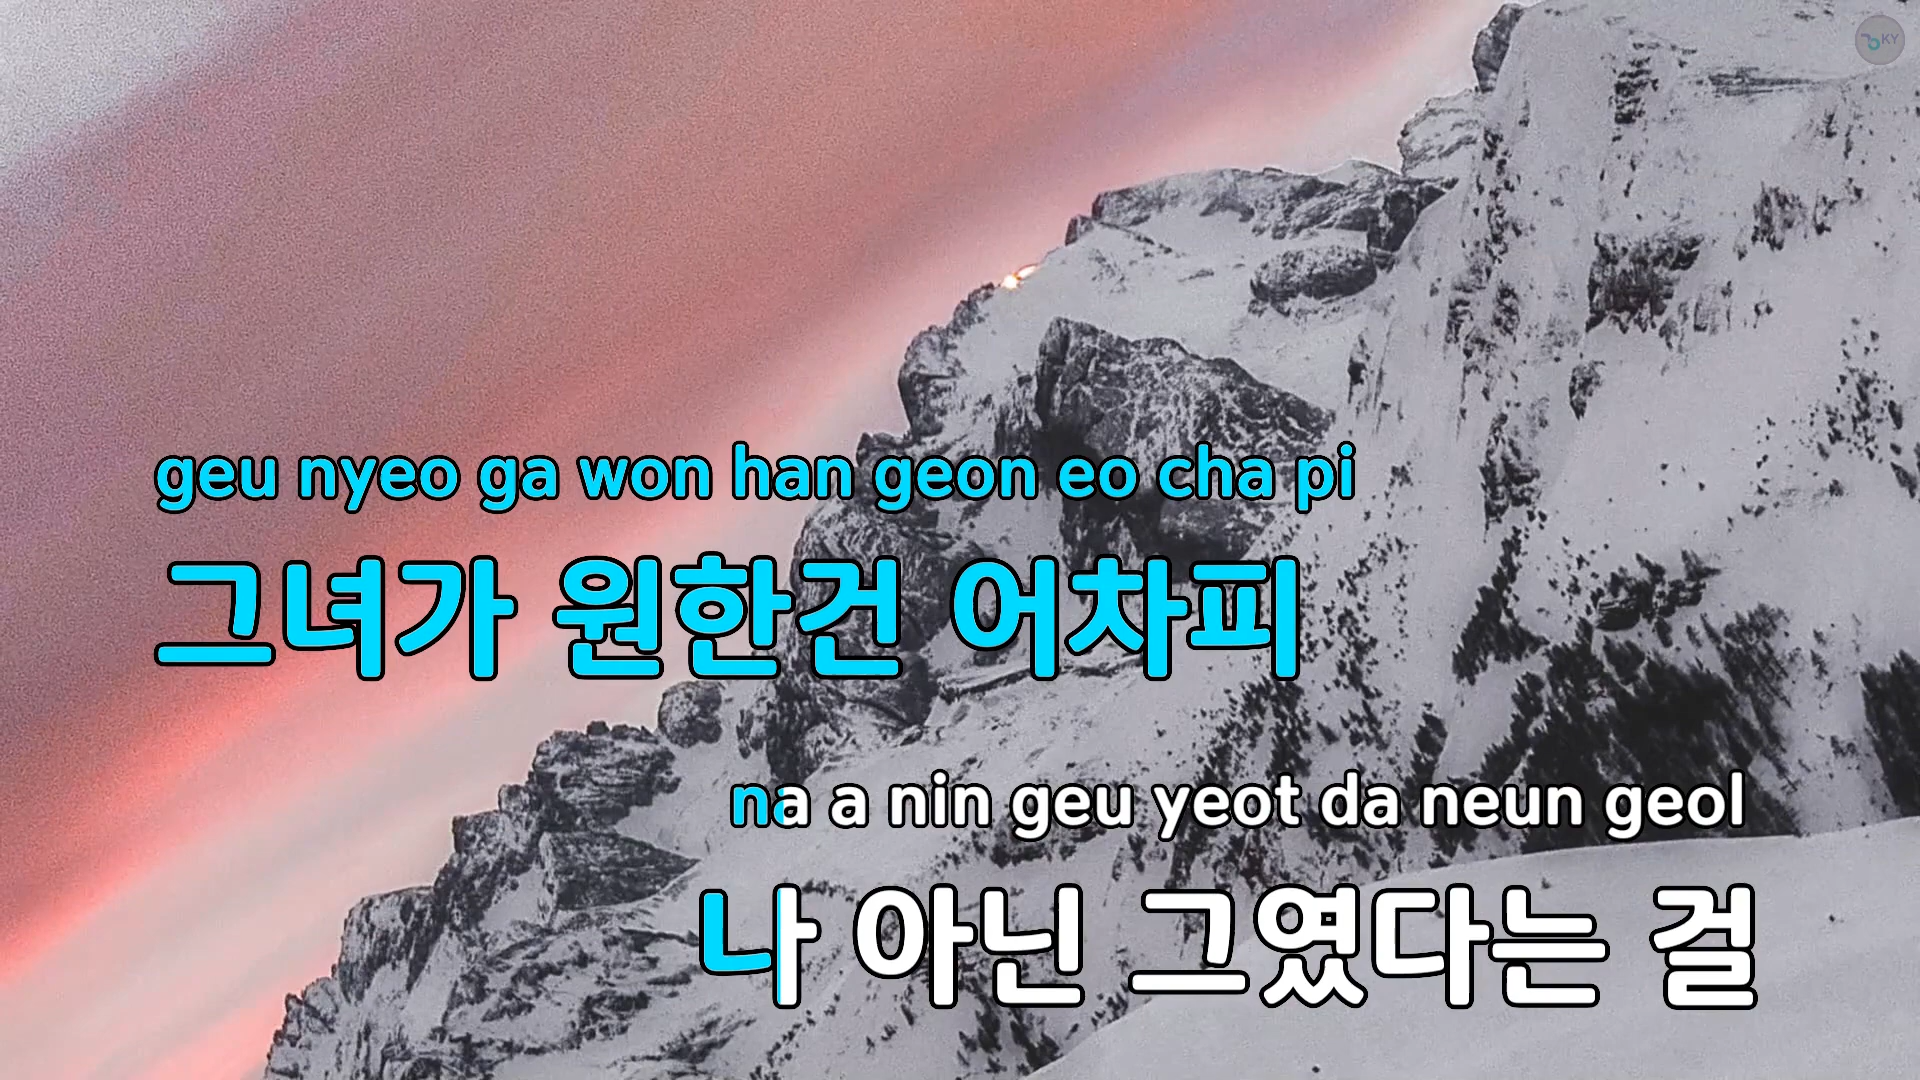 KY
geu nyeo ga won han geon eo cha pi
그녀가 원한건 어차피
na a nin geu yeot da neun geol
나 아닌 그였다는 걸